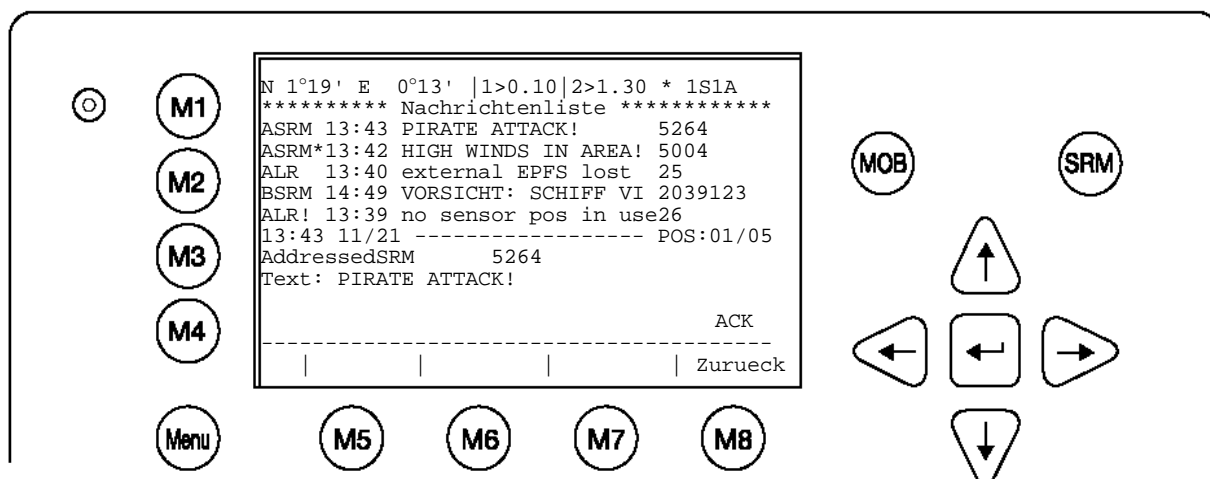 N 1°19' E  0°13' |1>0.10|2>1.30 * 1S1A
********** Nachrichtenliste ************
ASRM 13:43 PIRATE ATTACK!      5264
ASRM*13:42 HIGH WINDS IN AREA! 5004
ALR  13:40 external EPFS lost  25
BSRM 14:49 VORSICHT: SCHIFF VI 2039123
ALR! 13:39 no sensor pos in use26
13:43 11/21 ------------------ POS:01/05
AddressedSRM      5264
Text: PIRATE ATTACK!
ACK
----------------------------------------
|        |         |         | Zurueck
M1
M2
M3
M4
Menu
M5
M6
M7
M8
MOB
SRM